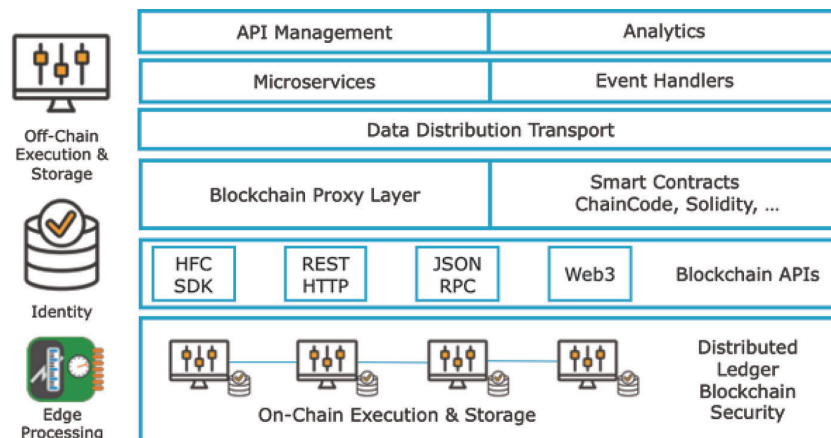 API Management
Analytics
Microservices
Event Handlers
Data Distribution Transport
Off-Chain
Execution &
Storage
Blockchain Proxy Layer
Smart Contracts
ChainCode, Solidity, ...
Identity
HFC
SDK
REST
HTTP
JSON
RPC
Web3
Blockchain APIs
Edge
Processing
On-Chain Execution & Storage
Distributed
Ledger
Blockchain
Security